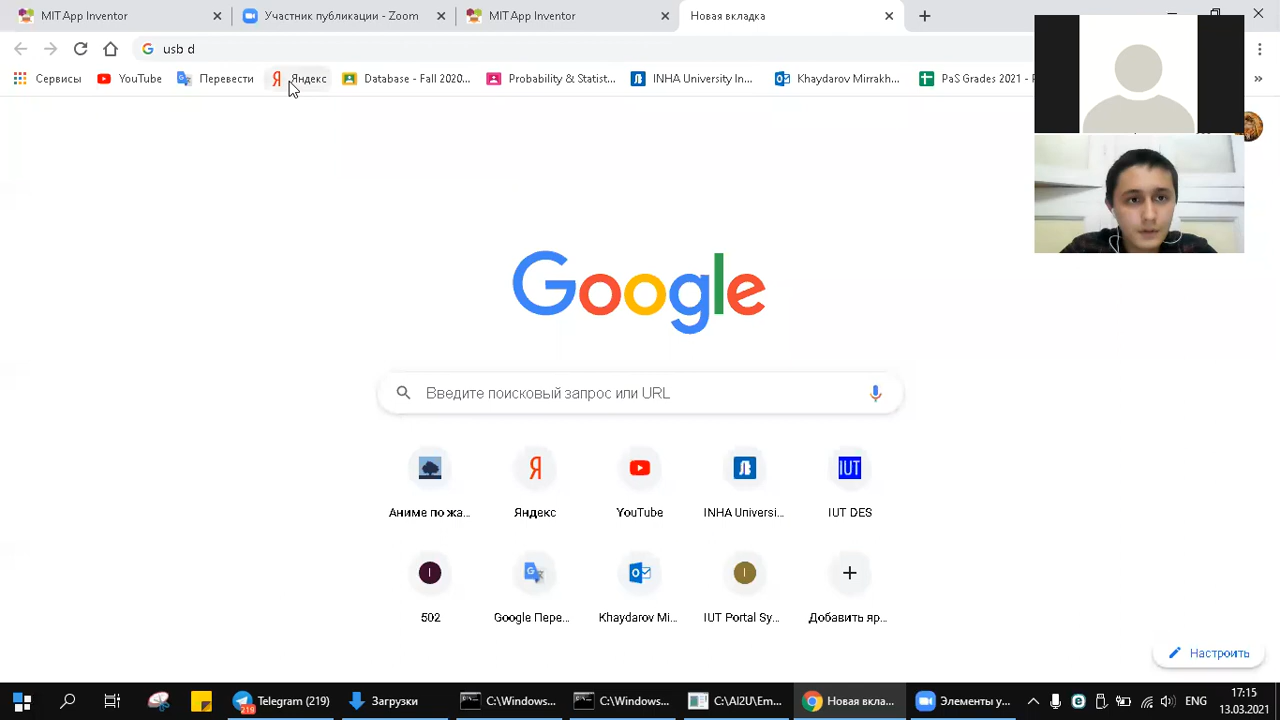 MIT App Inventor
Участник публикации - Zoom
MIT App Inventor
Новая вкладка
usb d
Сервисы
YouTube
Перевести
Яндекс
Database - Fall 2020...
Probability & Statist...
INHA University In...
Khaydarov Mirrakh...
PaS Grades 2021 -
Google
Введите поисковый запрос или URL
Аниме по жа...
Яндекс
YouTube
INHA Universi...
IUT
IUT DES
502
Google Пере...
Khaydarov Mi...
IUT Portal Sy...
Добавить яр...
Настроить
Telegram (219)
Загрузки
C:\Windows...
C:\Windows...
C:\AI2U\Em...
Новая вкла...
Элементы у...
ENG
17:15
13.03.2021